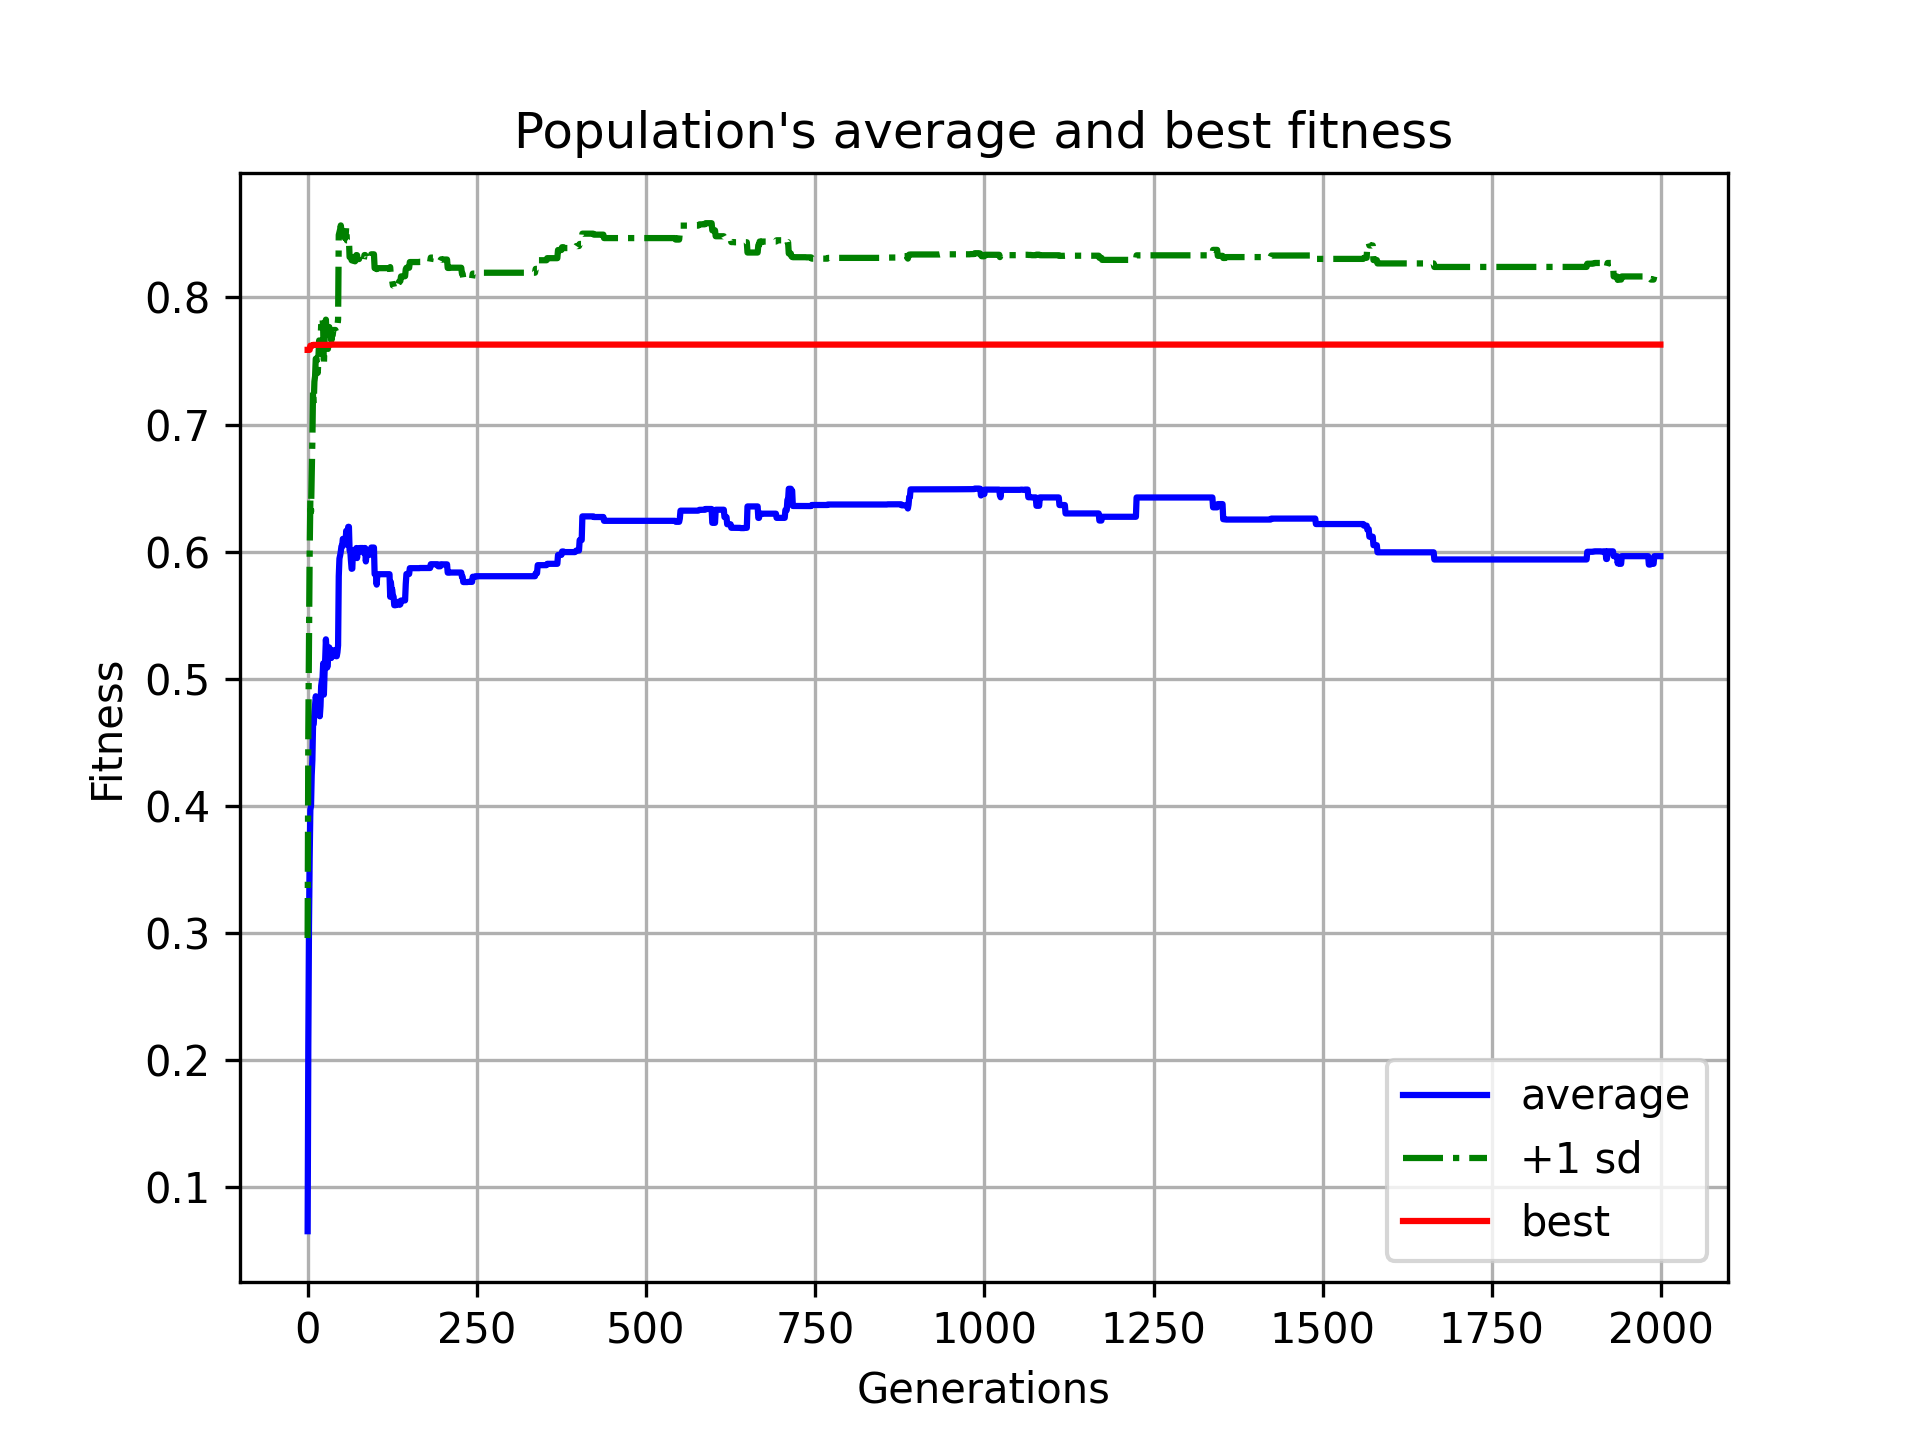 Population's average and best fitness
Fitness
0.8
0.7
0.6
0.5
0.4
0.3
0.2
0.1
average
+1 sd
best
0 250 500 750 1000 1250 1500 1750 2000
Generations